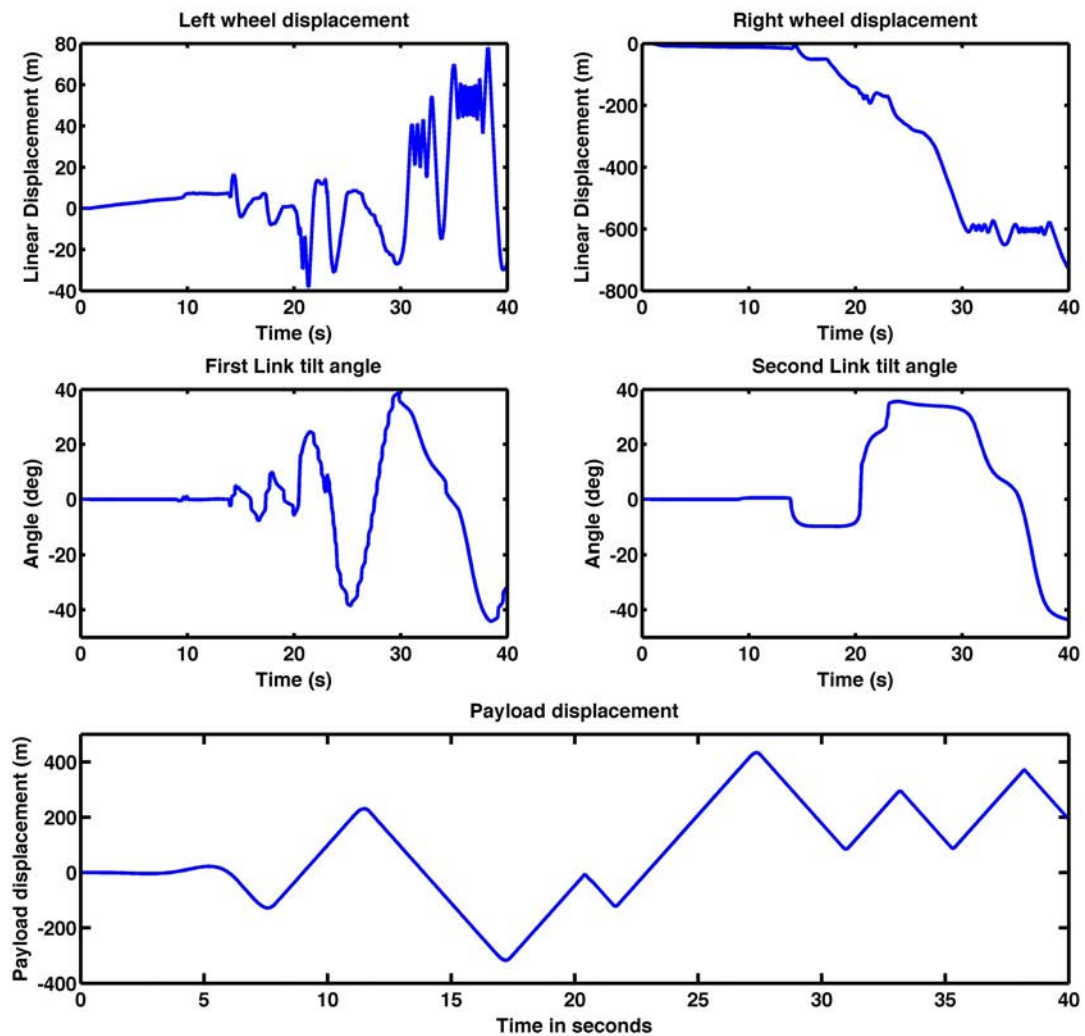 Left wheel displacement
Right wheel displacement
Linear Displacement (m)
80
60
40
20
0
-20
-40
0 10 20 30 40
Time (s)
Linear Displacement (m)
0
-200
-400
-600
-800
0 10 20 30 40
Time (s)
First Link tilt angle
Second Link tilt angle
Angle (deg)
40
20
0
-20
-40
0 10 20 30 40
Time (s)
Angle (deg)
40
20
0
-20
-40
0 10 20 30 40
Time (s)
Payload displacement
Payload displacement (m)
400
200
0
-200
-400
0 5 10 15 20 25 30 35 40
Time in seconds